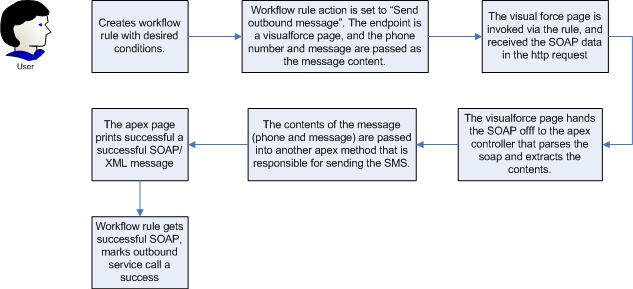 User
Creates workflow
rule with desired
conditions.
Workflow rule action is set to “Send
outbound message”. The endpoint is
a visualforce page, and the phone
number and message are passed as
the message content.
The visual force page is
invoked via the rule, and
received the SOAP data
in the http request
The visualforce page hands
the SOAP offf to the apex
controller that parses the
soap and extracts the
contents.
The contents of the message
(phone and message) are passed
into another apex method that is
responsible for sending the SMS.
The apex page
prints successful a
successful SOAP/
XML message
Workflow rule gets
successful SOAP,
marks outbound
service call a
success